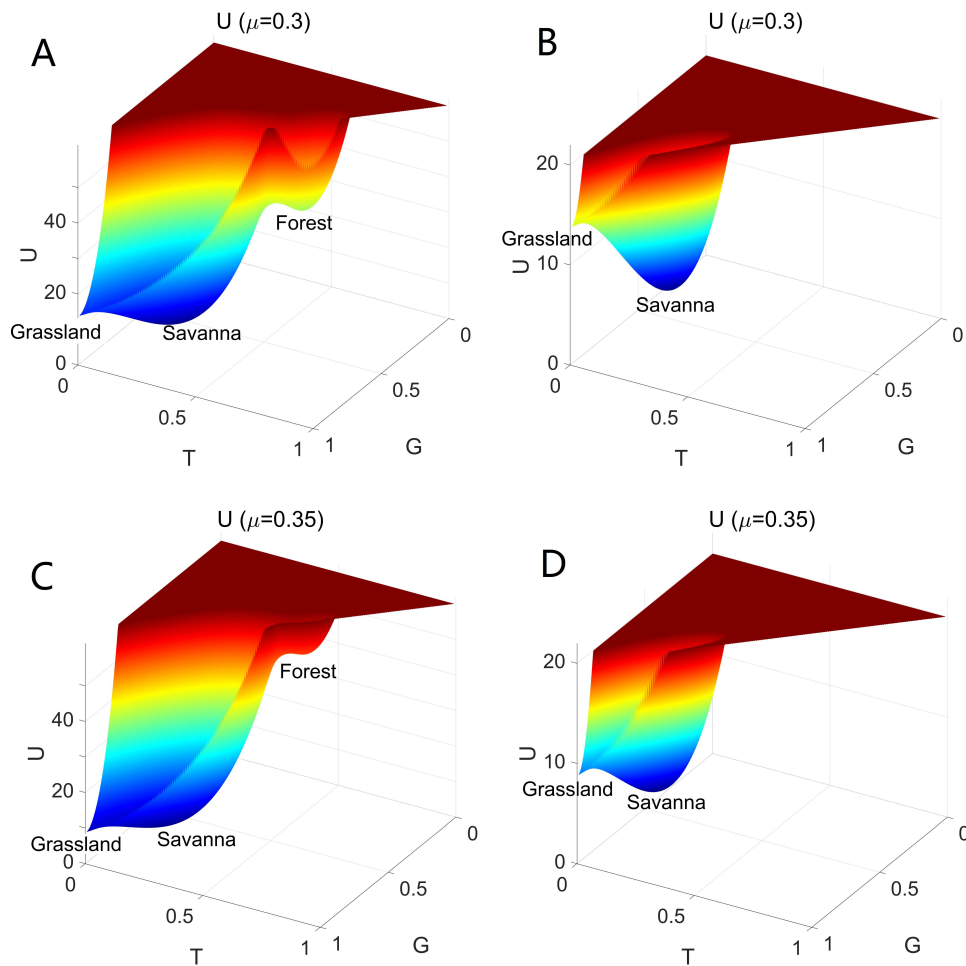 A
U (μ=0.3)
40
20
0
U
Grassland
Savanna
Forest
0
0.5
1
T
1
0.5
0
G
B
U (μ=0.3)
20
10
U
0
Grassland
Savanna
0
0.5
1
T
1
0.5
0
G
C
U (μ=0.35)
40
20
0
U
Grassland
Savanna
Forest
0
0.5
1
T
1
0.5
0
G
D
U (μ=0.35)
20
10
0
U
Grassland
Savanna
0
0.5
1
T
1
0.5
0
G